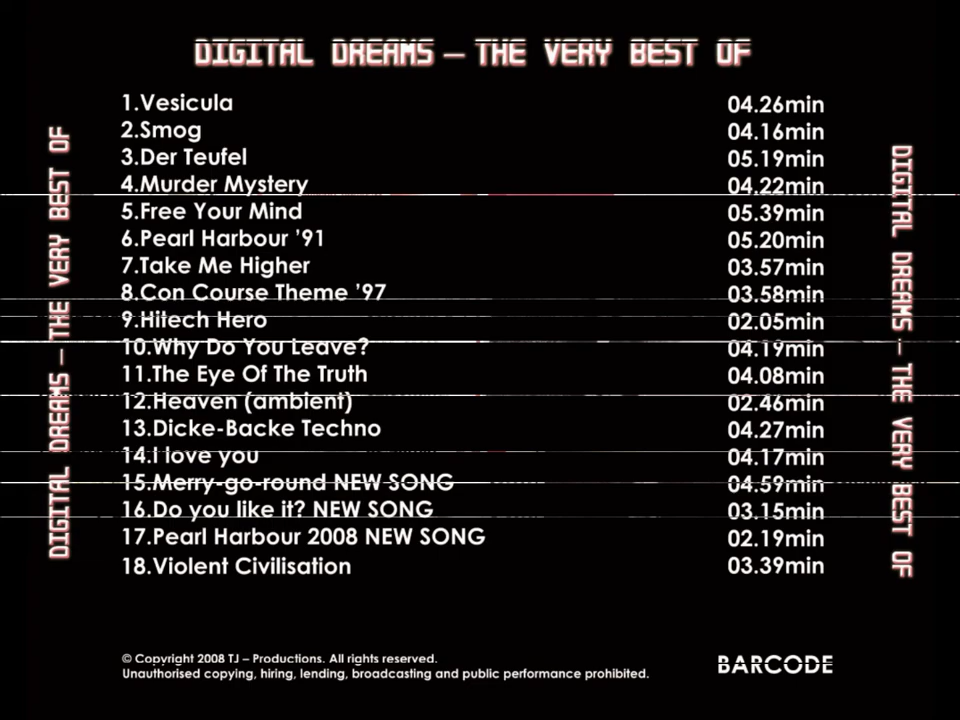 DIGITAL DREAMS – THE VERY BEST OF
DIGITAL DREAMS – THE VERY BEST OF
1.Vesicula 04.26min
2.Smog 04.16min
3.Der Teufel 05.19min
4.Murder Mystery 04.22min
5.Free Your Mind 05.39min
6.Pearl Harbour ’91 05.20min
7.Take Me Higher 03.57min
8.Con Course Theme ’97 03.58min
9.Hitech Hero 02.05min
10.Why Do You Leave? 04.19min
11.The Eye Of The Truth 04.08min
12.Heaven (ambient) 02.46min
13.Dicke-Backe Techno 04.27min
14.I love you 04.17min
15.Merry-go-round NEW SONG 04.59min
16.Do you like it? NEW SONG 03.15min
17.Pearl Harbour 2008 NEW SONG 02.19min
18.Violent Civilisation 03.39min
DIGITAL DREAMS – THE VERY BEST OF
© Copyright 2008 TJ – Productions. All rights reserved.
Unauthorised copying, hiring, lending, broadcasting and public performance prohibited.
BARCODE